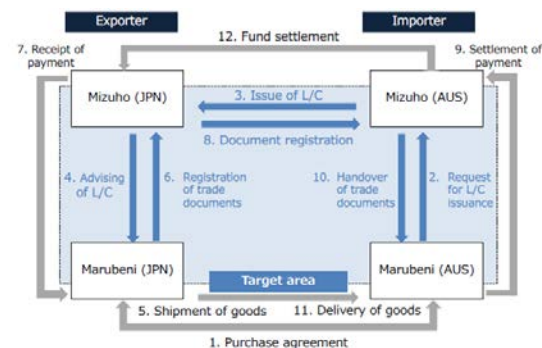 Exporter
Importer
12. Fund settlement
7. Receipt of
payment
9. Settlement of
payment
Mizuho (JPN)
Mizuho (AUS)
3. Issue of L/C
8. Document registration
4. Advising
of L/C
6. Registration
of trade
documents
10. Handover
of trade
documents
2. Request
for L/C
issuance
Marubeni (JPN)
Target area
Marubeni (AUS)
5. Shipment of goods
11. Delivery of goods
1. Purchase agreement